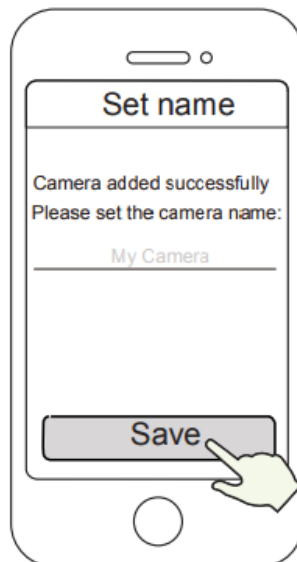 Set name
Camera added successfully
Please set the camera name:
My Camera
Save